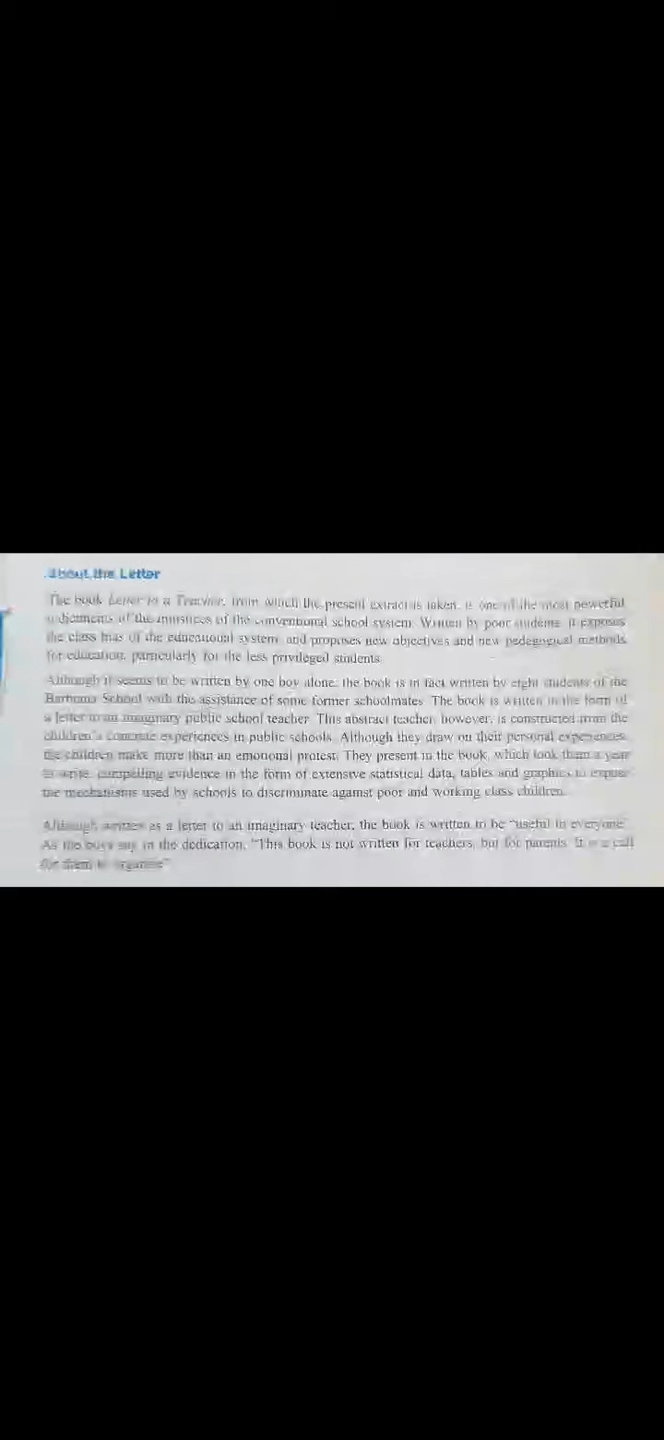 About the Letter
The book Letter to a Teacher, from which the present extract is taken, is one of the most powerful
indictments of the injustices of the conventional school system. Written by poor students, it exposes
the class bias of the educational system and proposes new objectives and new pedegogical methods
for education, particularly for the less privileged students.
Although it seems to be written by one boy alone, the book is in fact written by eight students of the
Barbiana School with the assistance of some former schoolmates. The book is written in the form of
a letter to an imaginary public school teacher. This abstract teacher, however, is constructed from the
children's concrete experiences in public schools. Although they draw on their personal experiences,
the children make more than an emotional protest. They present in the book, which took them a year
to write, compelling evidence in the form of extensive statistical data, tables and graphics to expose
the mechanisms used by schools to discriminate against poor and working class children.
Although written as a letter to an imaginary teacher, the book is written to be "useful to everyone".
As the boys say in the dedication, "This book is not written for teachers, but for parents. It is a call
for them to organise"